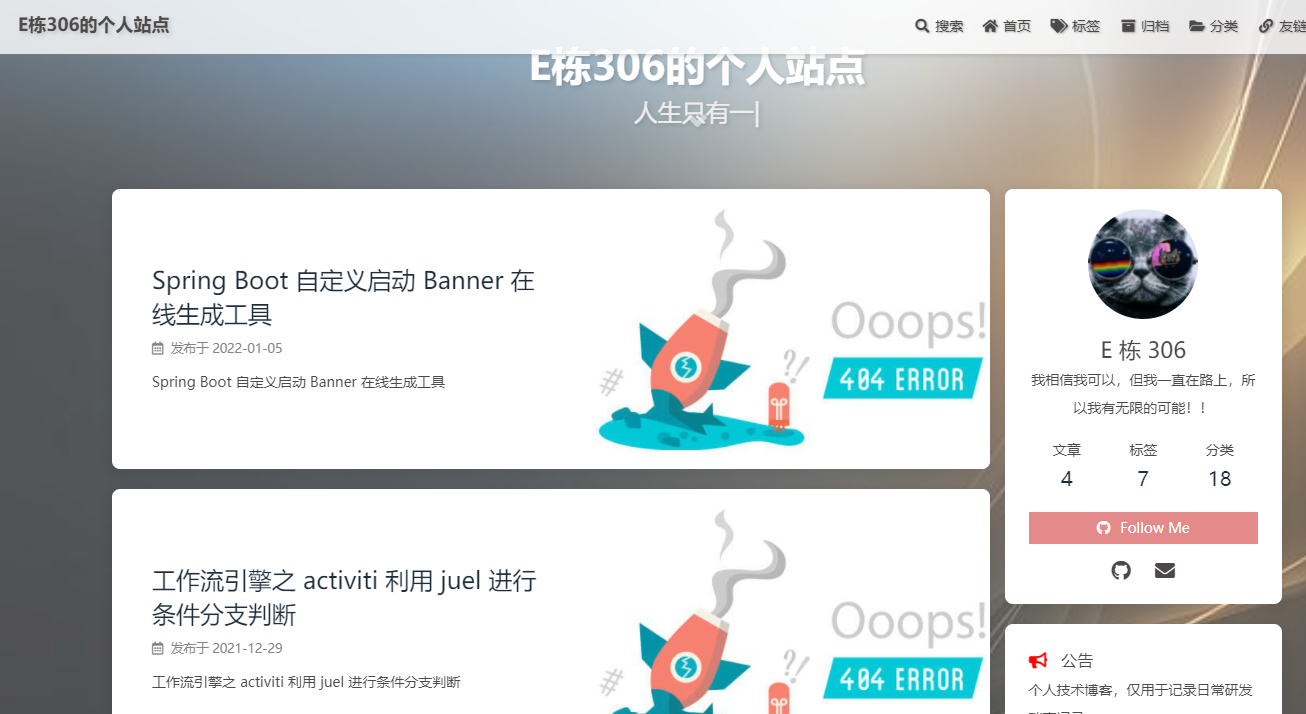 E栋306的个人站点
搜索 首页 标签 归档 分类 友链
E栋306的个人站点
人生只有一|
Spring Boot 自定义启动 Banner 在
线生成工具
发布于 2022-01-05
Spring Boot 自定义启动 Banner 在线生成工具
#
?!
Ooops!
404 ERROR
E 栋 306
我相信我可以，但我一直在路上，所
以我有无限的可能！！
文章 标签 分类
4 7 18
Follow Me
工作流引擎之 activiti 利用 juel 进行
条件分支判断
发布于 2021-12-29
工作流引擎之 activiti 利用 juel 进行条件分支判断
#
?!
Ooops!
404 ERROR
公告
个人技术博客，仅用于记录日常研发